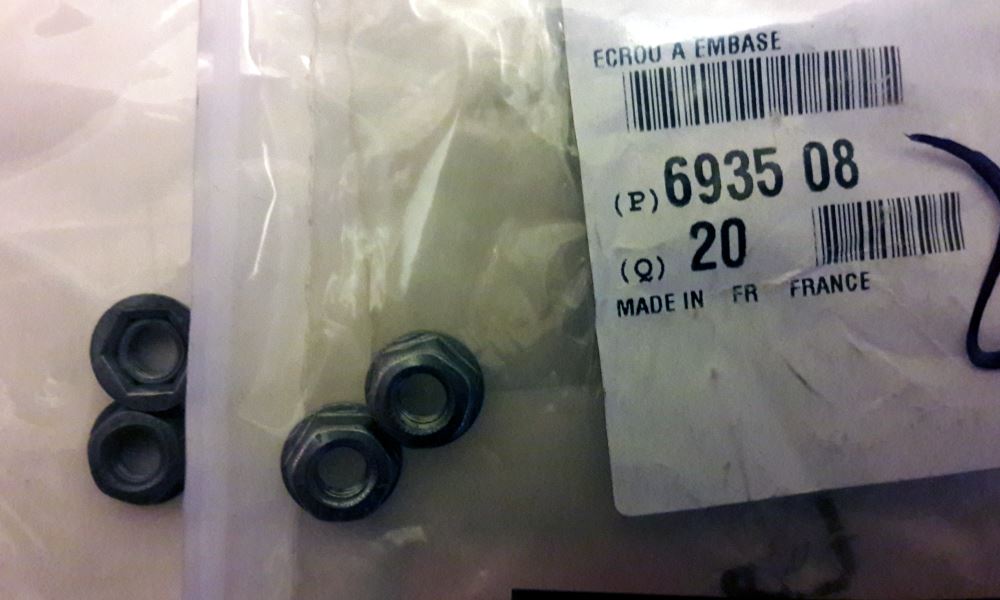 ECROU A EMBASE
(P) 6935 08
(Q) 20
MADE IN FR FRANCE